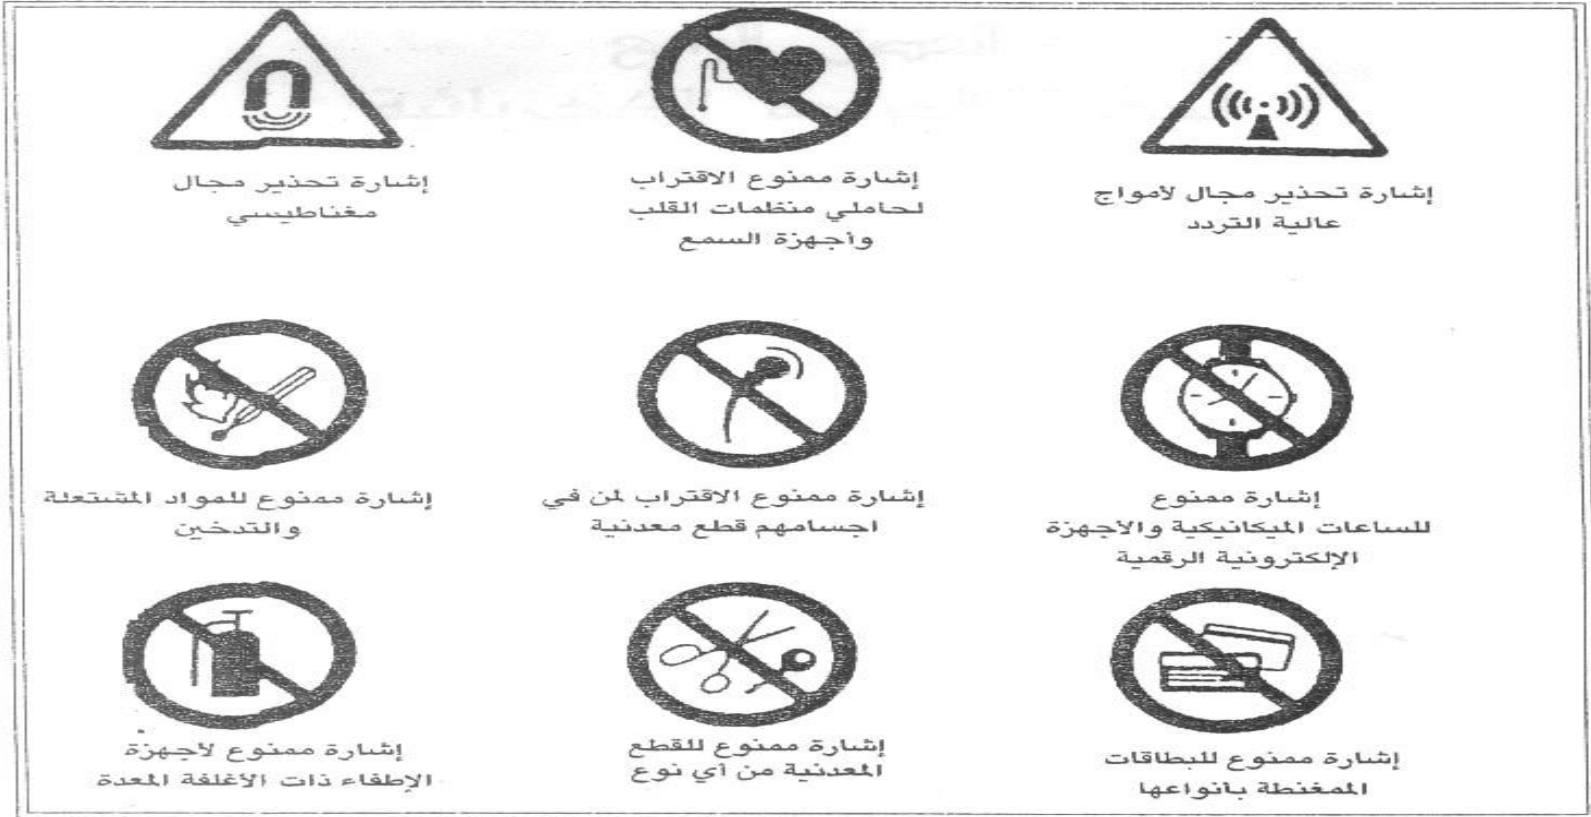 إشارة تحذير مجال لأمواج
عالية التردد
إشارة ممنوع الاقتراب
لحاملي منظمات القلب
وأجهزة السمع
إشارة تحذير مجال
مغناطيسي
إشارة ممنوع
للساعات الميكانيكية والأجهزة
الإلكترونية الرقمية
إشارة ممنوع الاقتراب لمن في
اجسامهم قطع معدنية
إشارة ممنوع للمواد المشتعلة
والتدخين
إشارة ممنوع للبطاقات
الممغنطة بأنواعها
إشارة ممنوع للقطع
المعدنية من أي نوع
إشارة ممنوع لأجهزة
الإطفاء ذات الأغلفة المعدة